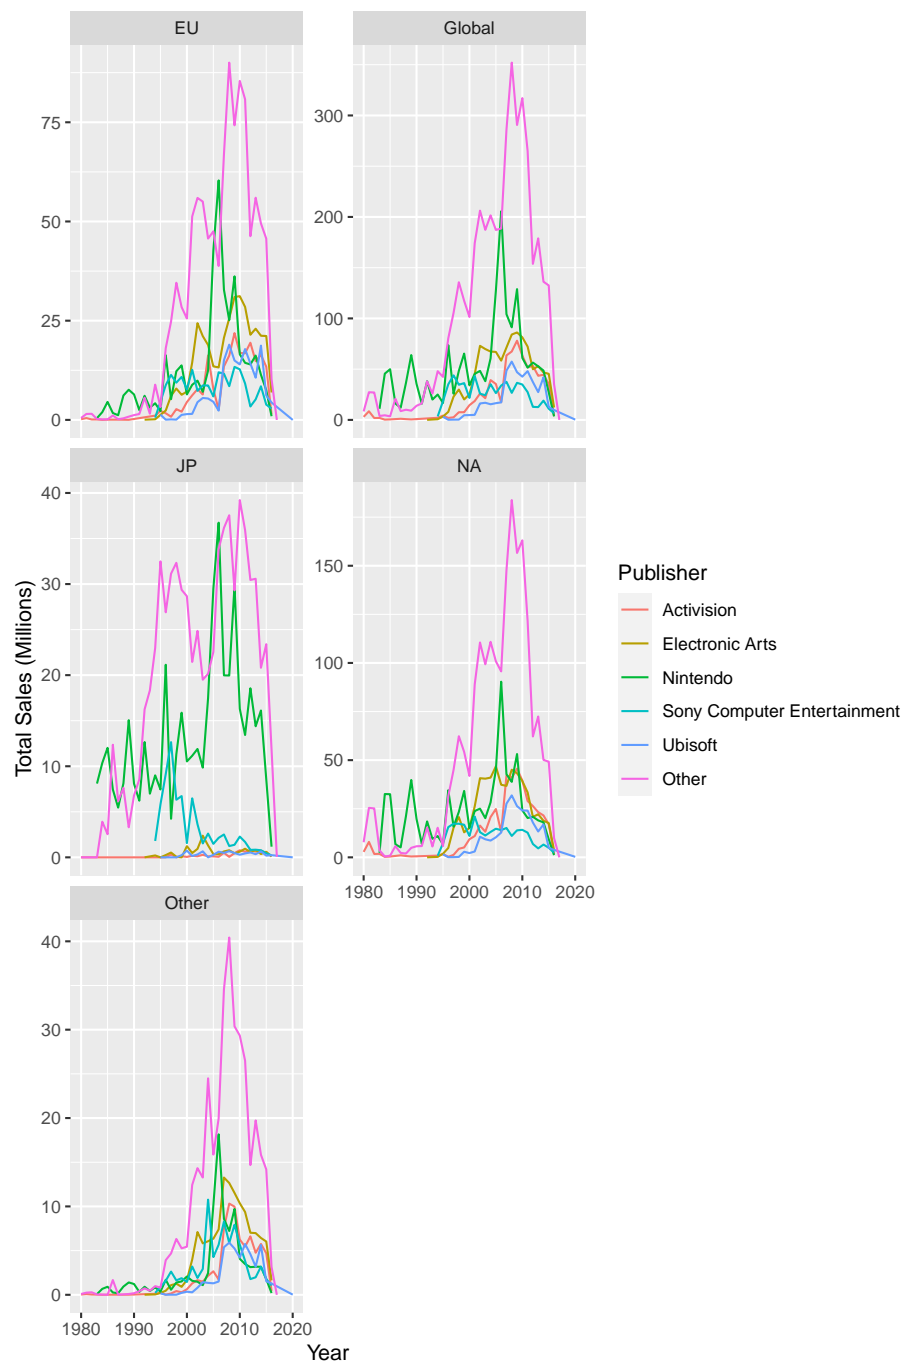 EU
Global
75
50
25
0
300
200
100
0
JP
NA
40
30
20
10
0
150
100
50
0
1980 1990 2000 2010 2020
Other
40
30
20
10
0
1980 1990 2000 2010 2020
Year
Total Sales (Millions)
Publisher
Activision
Electronic Arts
Nintendo
Sony Computer Entertainment
Ubisoft
Other